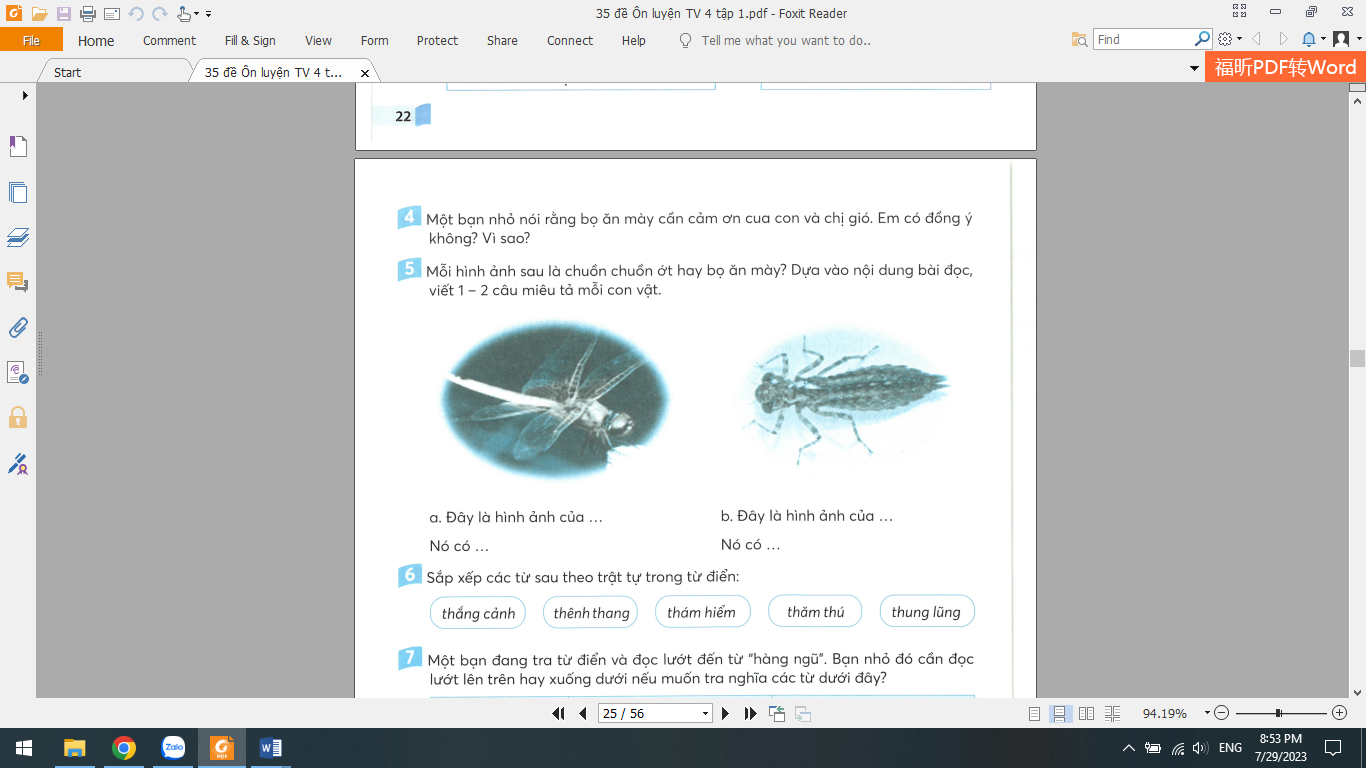 35 đề Ôn luyện TV 4 tập 1.pdf - Foxit Reader
File Home Comment Fill & Sign View Form Protect Share Connect Help Tell me what you want to do.. Find
Start 35 đề Ôn luyện TV 4 t... 福昕PDF转Word
22
4 Một bạn nhỏ nói rằng bọ ăn mày cần cảm ơn cua con và chị gió. Em có đồng ý
không? Vì sao?
5 Mỗi hình ảnh sau là chuồn chuồn ớt hay bọ ăn mày? Dựa vào nội dung bài đọc,
viết 1 – 2 câu miêu tả mỗi con vật.
a. Đây là hình ảnh của ...
Nó có ...
b. Đây là hình ảnh của ...
Nó có ...
6 Sắp xếp các từ sau theo trật tự trong từ điển:
thắng cảnh thênh thang thám hiểm thăm thú thung lũng
7 Một bạn đang tra từ điển và đọc lướt đến từ “hàng ngũ”. Bạn nhỏ đó cần đọc
lướt lên trên hay xuống dưới nếu muốn tra nghĩa các từ dưới đây?
25 / 56 94.19%
Zalo PDF ENG 8:53 PM
7/29/2023